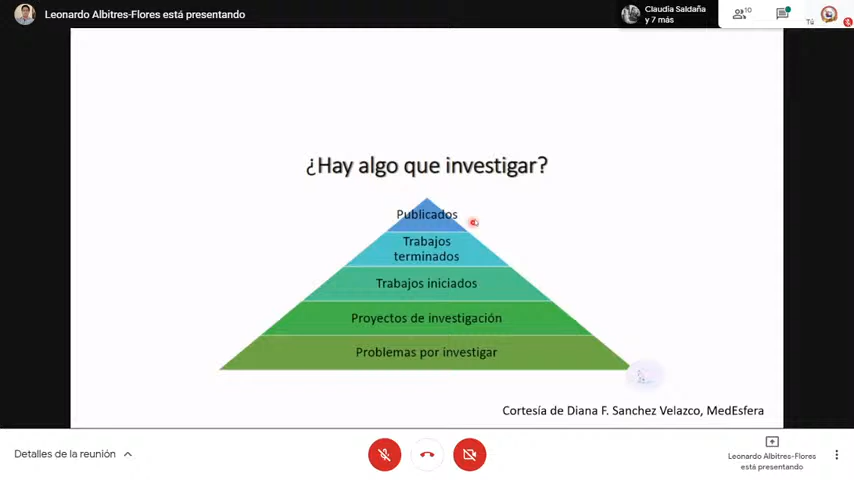 Leonardo Albitres-Flores está presentando
Claudia Saldaña
y 7 más
10
Tú
¿Hay algo que investigar?
Publicados
Trabajos
terminados
Trabajos iniciados
Proyectos de investigación
Problemas por investigar
Cortesía de Diana F. Sanchez Velazco, MedEsfera
Detalles de la reunión
Leonardo Albitres-Flores
está presentando